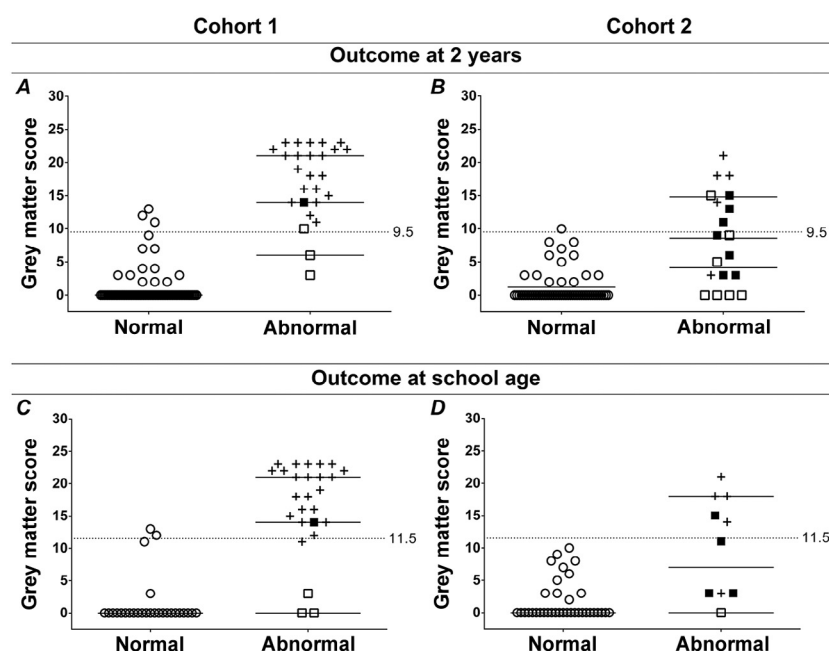 Cohort 1 Cohort 2
Outcome at 2 years
A B
Grey matter score 30 25 20 15 10 5 0 9.5
Grey matter score 30 25 20 15 10 5 0 9.5
Normal Abnormal Normal Abnormal
Outcome at school age
C D
Grey matter score 30 25 20 15 10 5 0 11.5
Grey matter score 30 25 20 15 10 5 0 11.5
Normal Abnormal Normal Abnormal